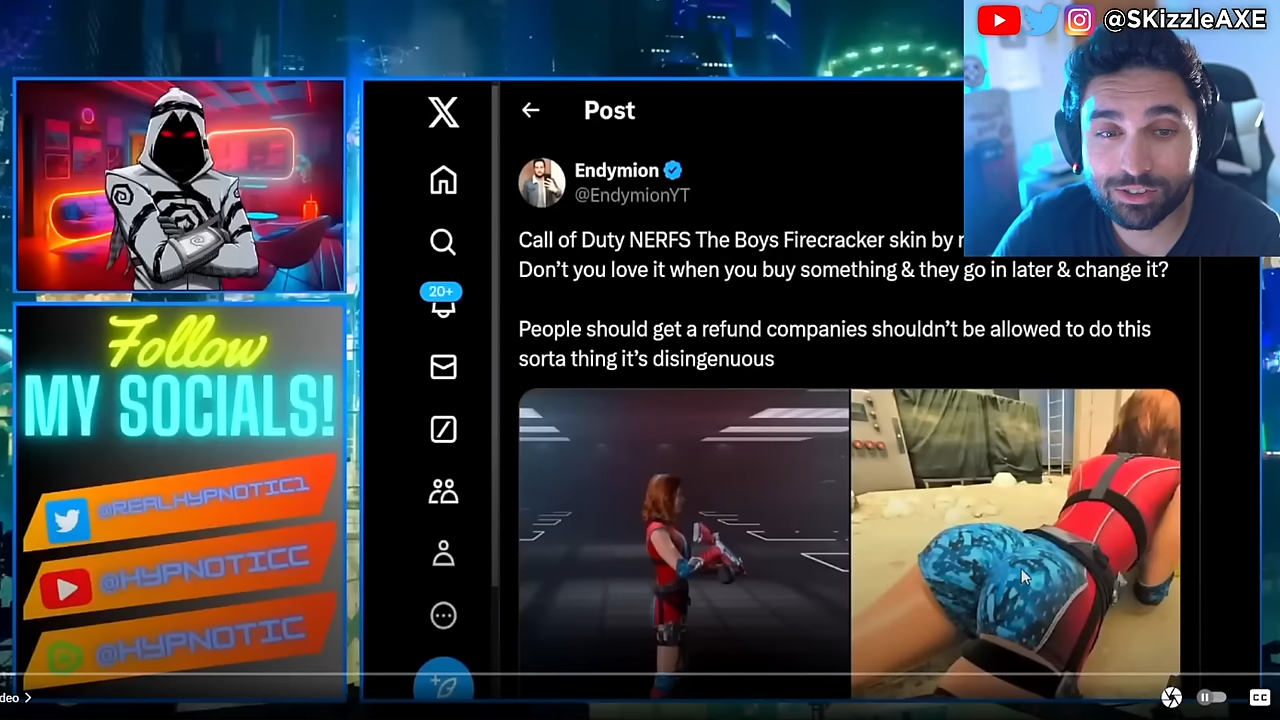 @SKizzleAXE
Post
Endymion
@EndymionYT
Call of Duty NERFS The Boys Firecracker skin by
Don't you love it when you buy something & they go in later & change it?
People should get a refund companies shouldn't be allowed to do this
sorta thing it's disingenuous
20+
Follow
MY SOCIALS!
@REALHYPNOTIC1
@HYPNOTICC
@HYPNOTIC
deo
CC